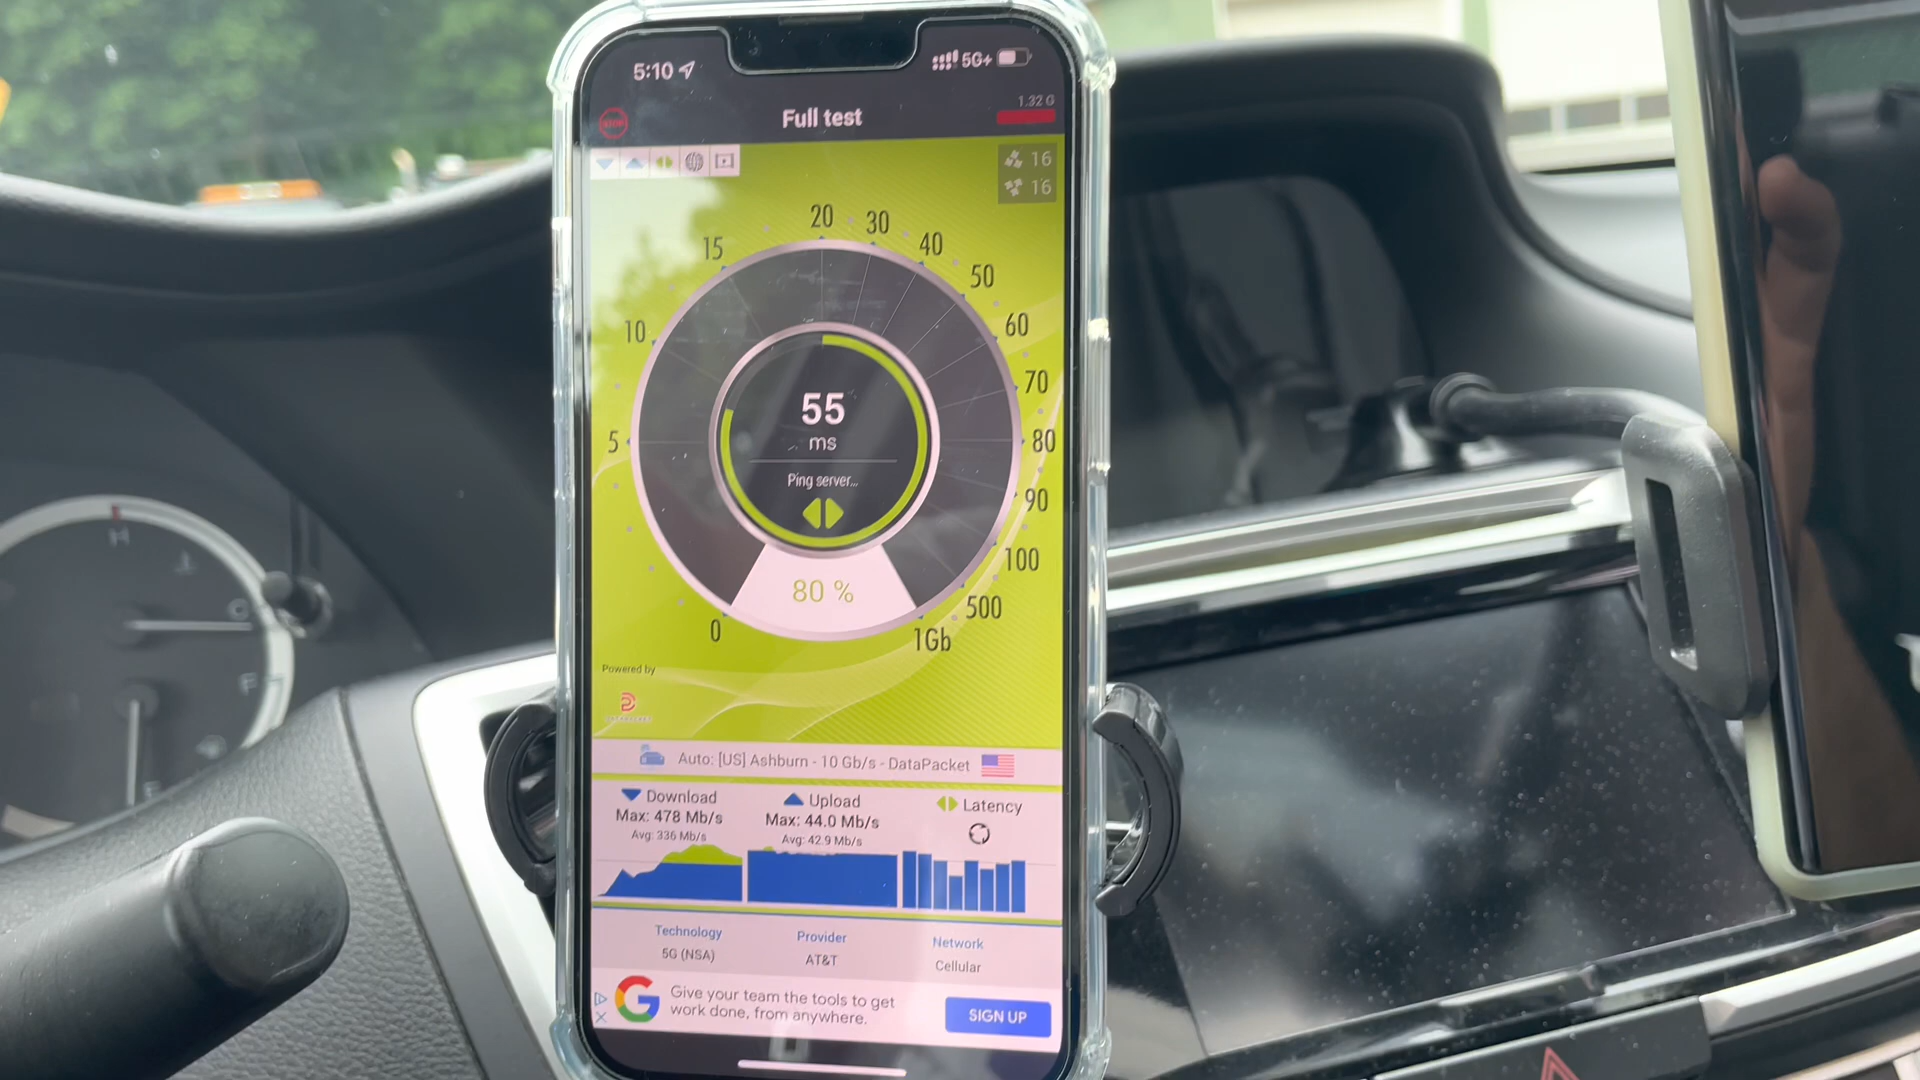 5:10
5G+
1.32 G
Full test
16
16
20
30
15
40
50
10
60
70
55
ms
5
80
Ping server...
90
100
80 %
500
0
1Gb
Powered by
Auto: [US] Ashburn - 10 Gb/s - DataPacket
Download
Upload
Latency
Max: 478 Mb/s
Max: 44.0 Mb/s
Avg: 336 Mb/s
Avg: 42.9 Mb/s
Technology
Provider
Network
5G (NSA)
AT&T
Cellular
Give your team the tools to get
work done, from anywhere.
SIGN UP
H
C
F
E